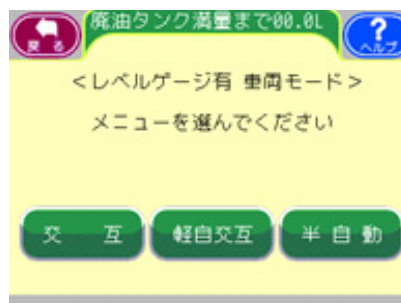 廃油タンク満量まで00.0L
戻る
ヘルプ
<レベルゲージ有 車両モード>
メニューを選んでください
交 互
軽自交互
半自動